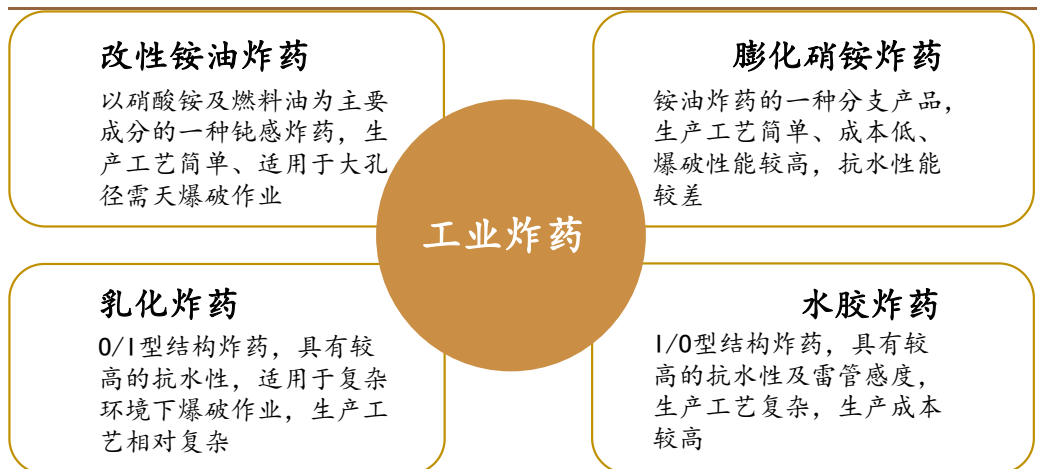 改性铵油炸药
以硝酸铵及燃料油为主要
成分的一种钝感炸药，生
产工艺简单、适用于大孔
径需天爆破作业
膨化硝铵炸药
铵油炸药的一种分支产品，
生产工艺简单、成本低、
爆破性能较高，抗水性能
较差
工业炸药
乳化炸药
O/I型结构炸药，具有较
高的抗水性，适用于复杂
环境下爆破作业，生产工
艺相对复杂
水胶炸药
I/O型结构炸药，具有较
高的抗水性及雷管感度，
生产工艺复杂，生产成本
较高